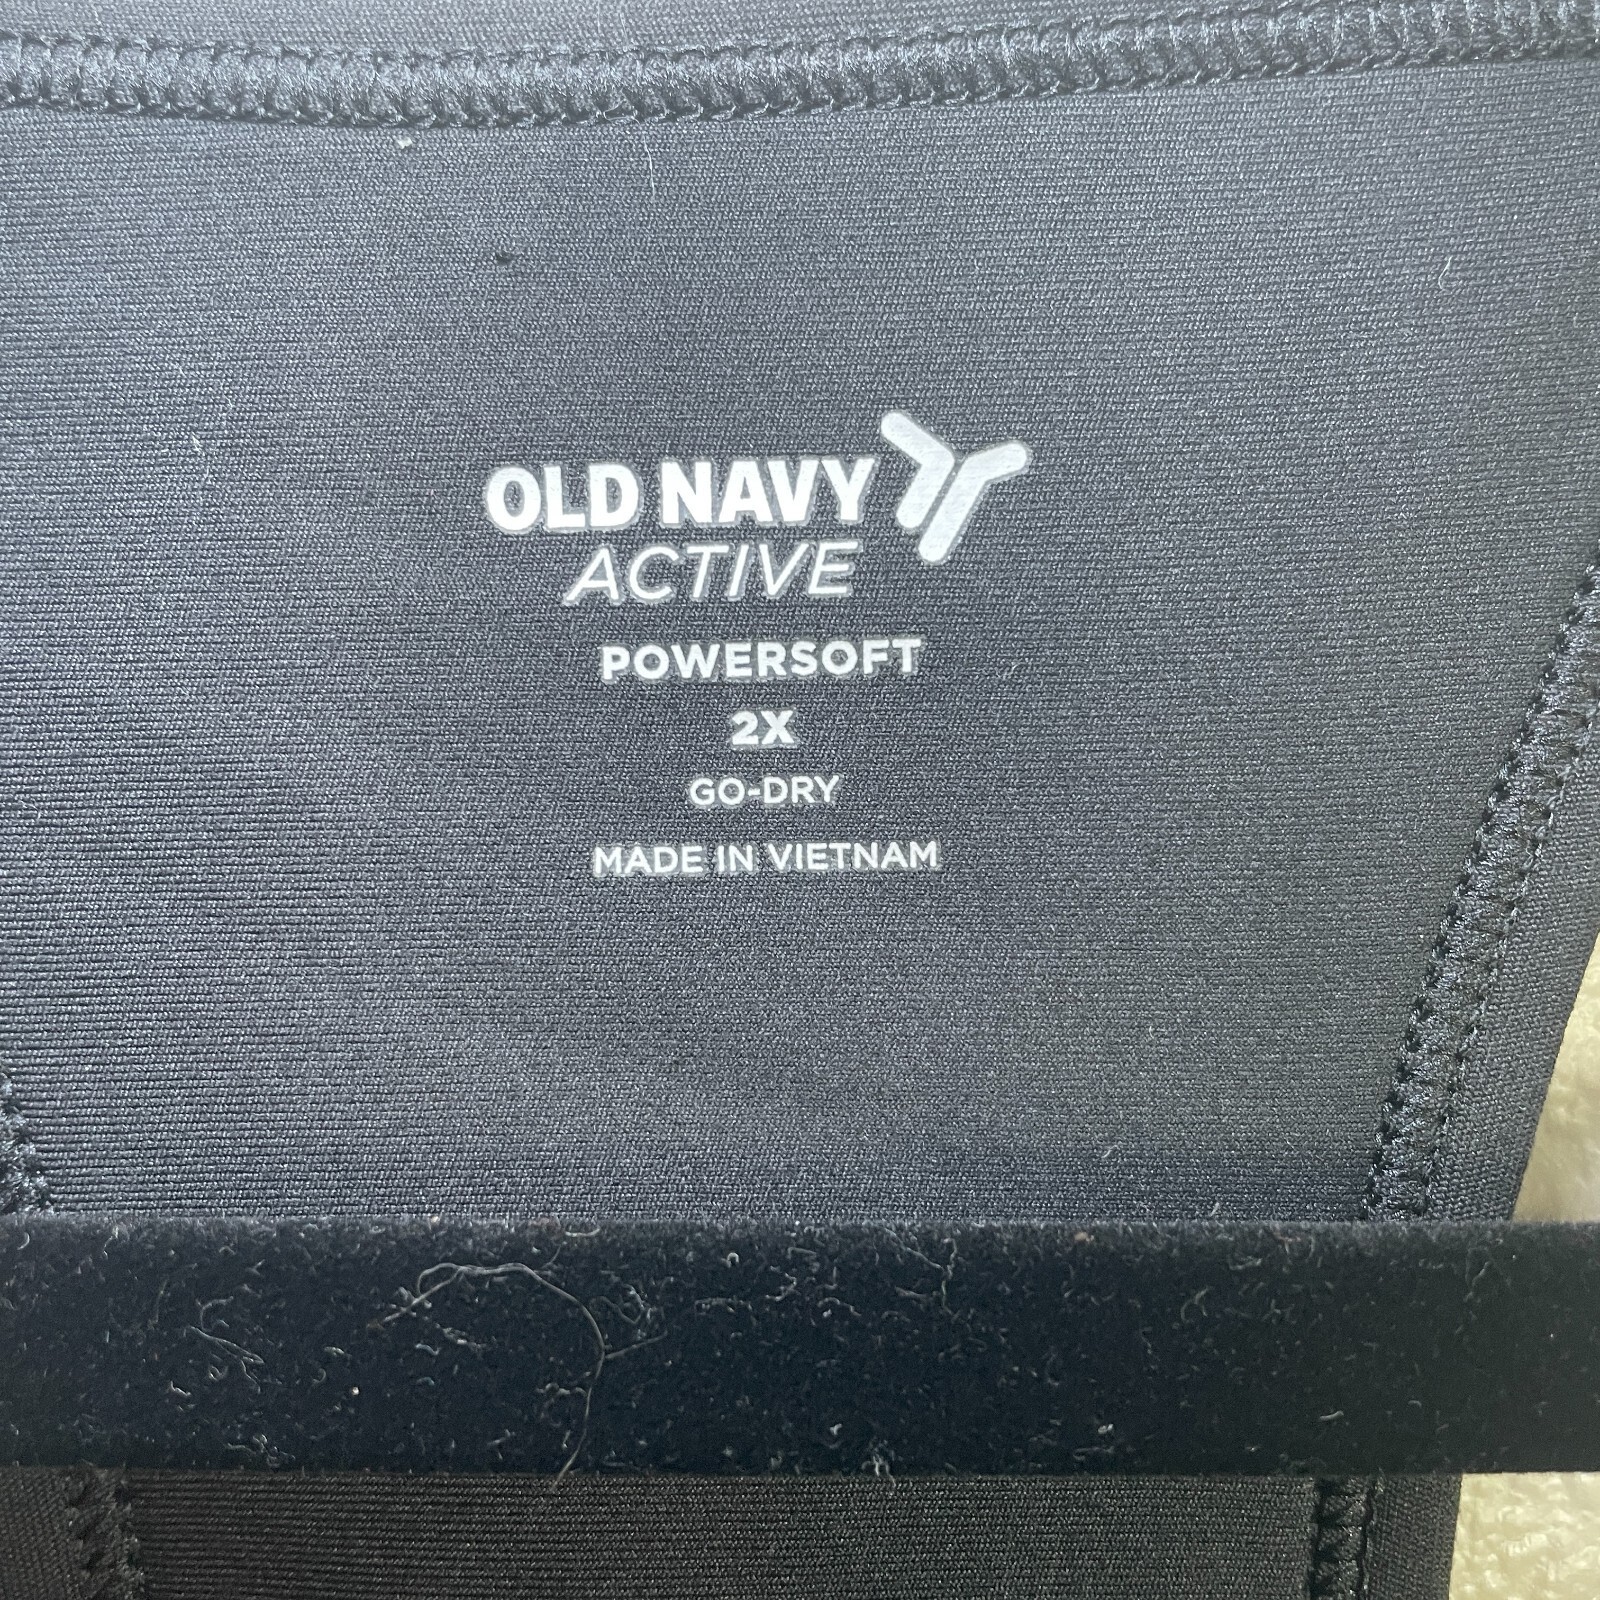 OLD NAVY
ACTIVE
POWERSOFT
2X
GO-DRY
MADE IN VIETNAM